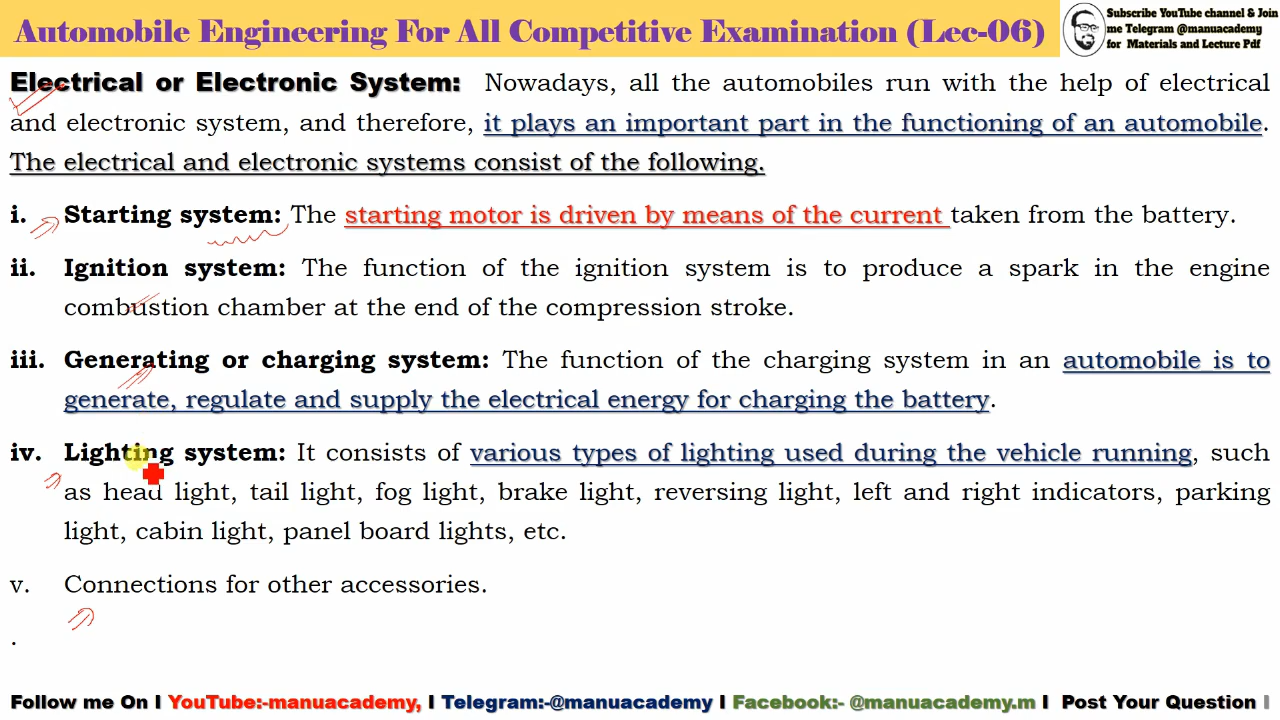 Automobile Engineering For All Competitive Examination (Lec-06)
Subscribe YouTube channel & Join
me Telegram @manuacademy
for Materials and Lecture Pdf
Electrical or Electronic System: Nowadays, all the automobiles run with the help of electrical
and electronic system, and therefore, it plays an important part in the functioning of an automobile.
The electrical and electronic systems consist of the following.
i. Starting system: The starting motor is driven by means of the current taken from the battery.
ii. Ignition system: The function of the ignition system is to produce a spark in the engine
combustion chamber at the end of the compression stroke.
iii. Generating or charging system: The function of the charging system in an automobile is to
generate, regulate and supply the electrical energy for charging the battery.
iv. Lighting system: It consists of various types of lighting used during the vehicle running, such
as head light, tail light, fog light, brake light, reversing light, left and right indicators, parking
light, cabin light, panel board lights, etc.
v. Connections for other accessories.
.
Follow me On I YouTube:-manuacademy, I Telegram:-@manuacademy I Facebook:- @manuacademy.m I Post Your Question I